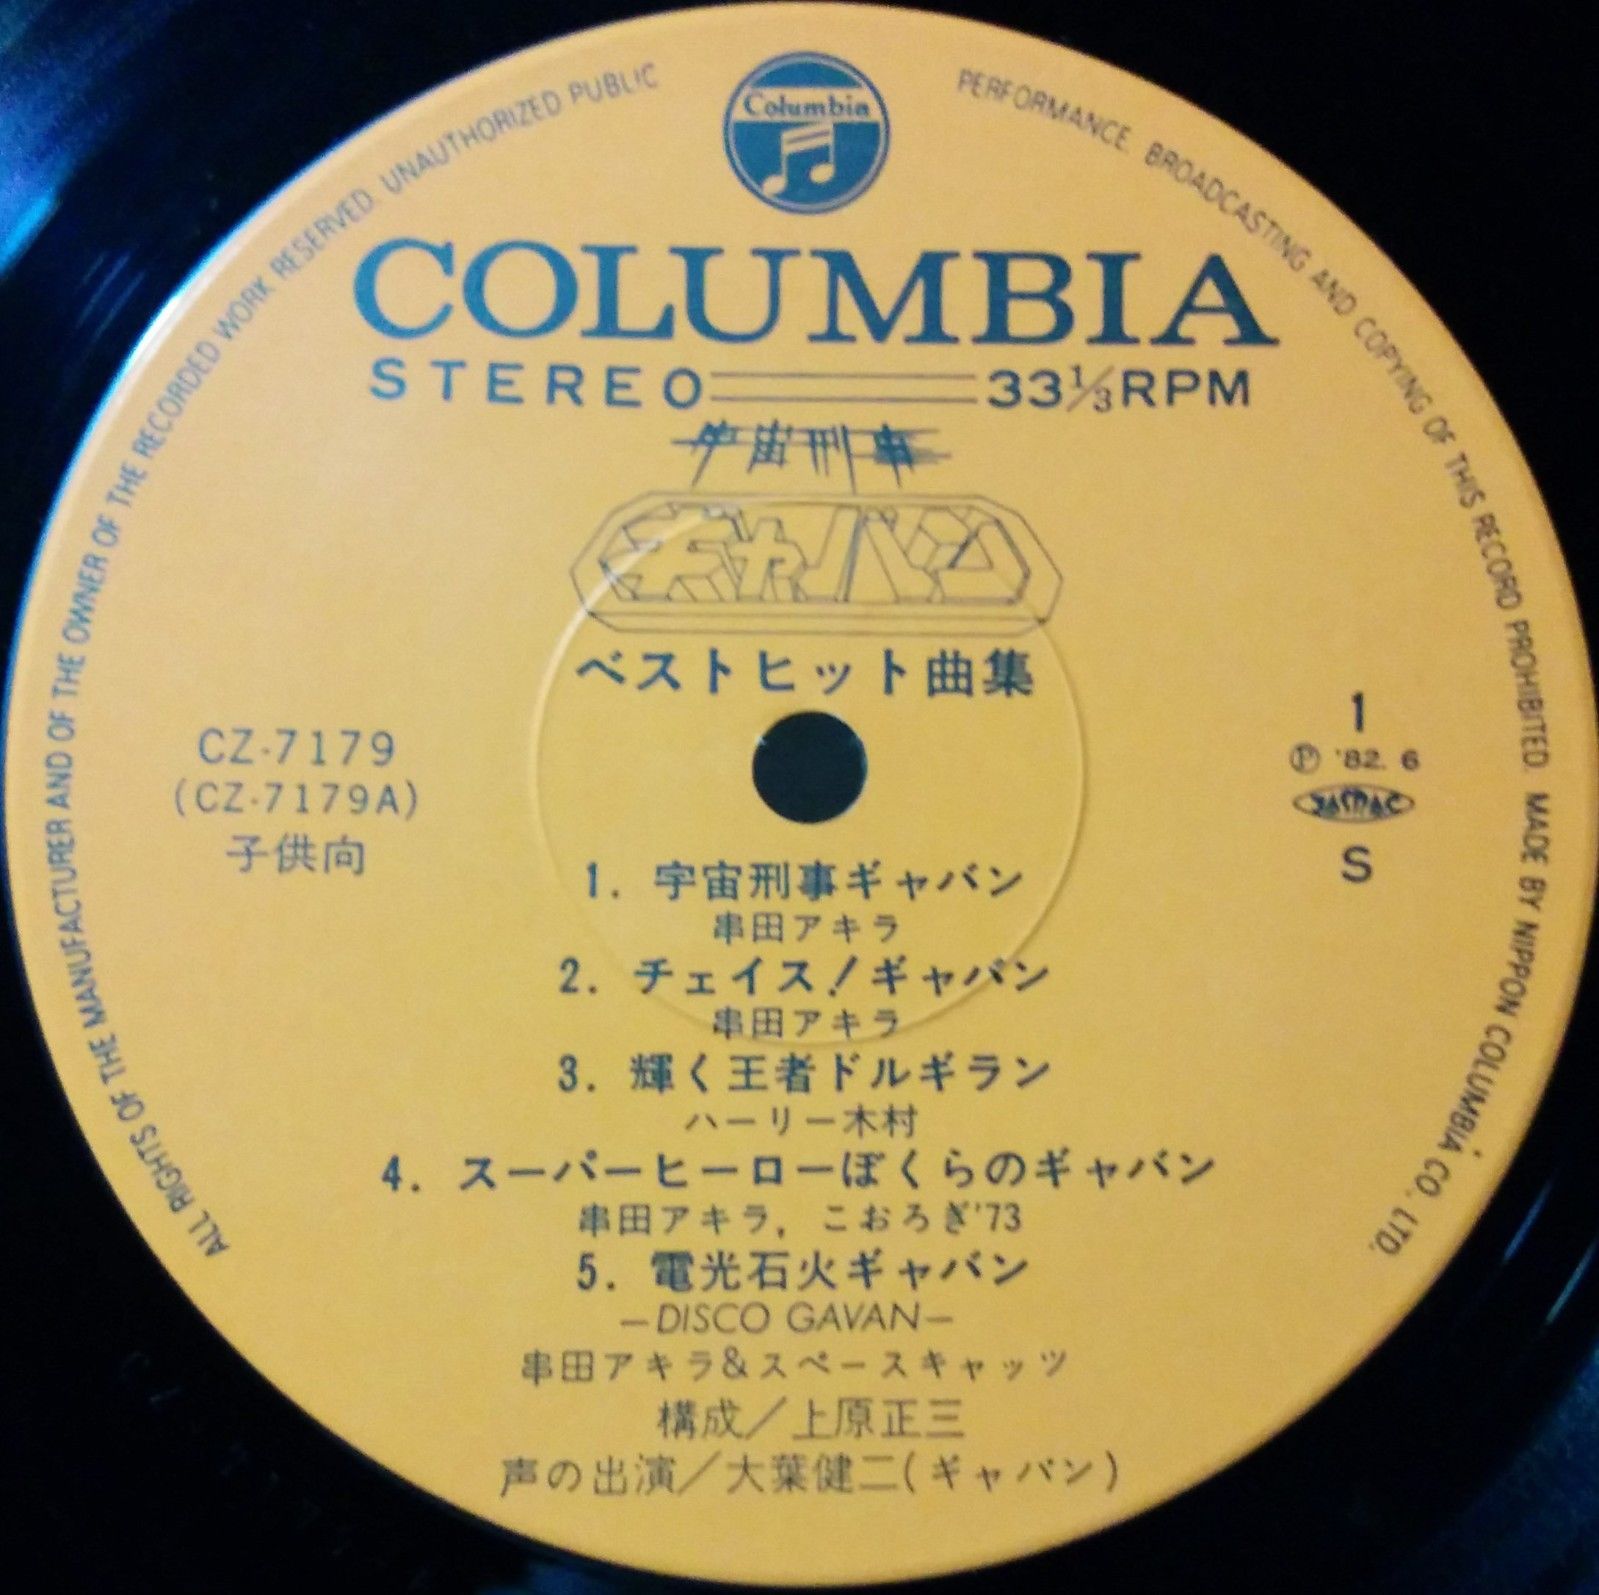 Columbia
COLUMBIA
STEREO 33⅓RPM
宇宙刑事
ギャバン
ベストヒット曲集
CZ-7179
(CZ-7179A)
子供向
1
Ⓟ '82. 6
JASRAC
S
1. 宇宙刑事ギャバン
串田アキラ
2. チェイス!ギャバン
串田アキラ
3. 輝く王者ドルギラン
ハーリー木村
4. スーパーヒーローぼくらのギャバン
串田アキラ, こおろぎ'73
5. 電光石火ギャバン
—DISCO GAVAN—
串田アキラ&スペースキャッツ
構成/上原正三
声の出演/大葉健二(ギャバン)
ALL RIGHTS OF THE MANUFACTURER AND OF THE OWNER OF THE RECORDED WORK RESERVED. UNAUTHORIZED PUBLIC PERFORMANCE. BROADCASTING AND COPYING OF THIS RECORD PROHIBITED. MADE BY NIPPON COLUMBIA CO., LTD.